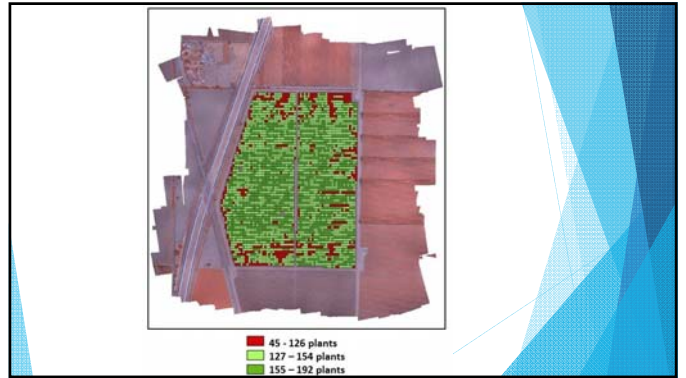 45 - 126 plants
127 – 154 plants
155 – 192 plants